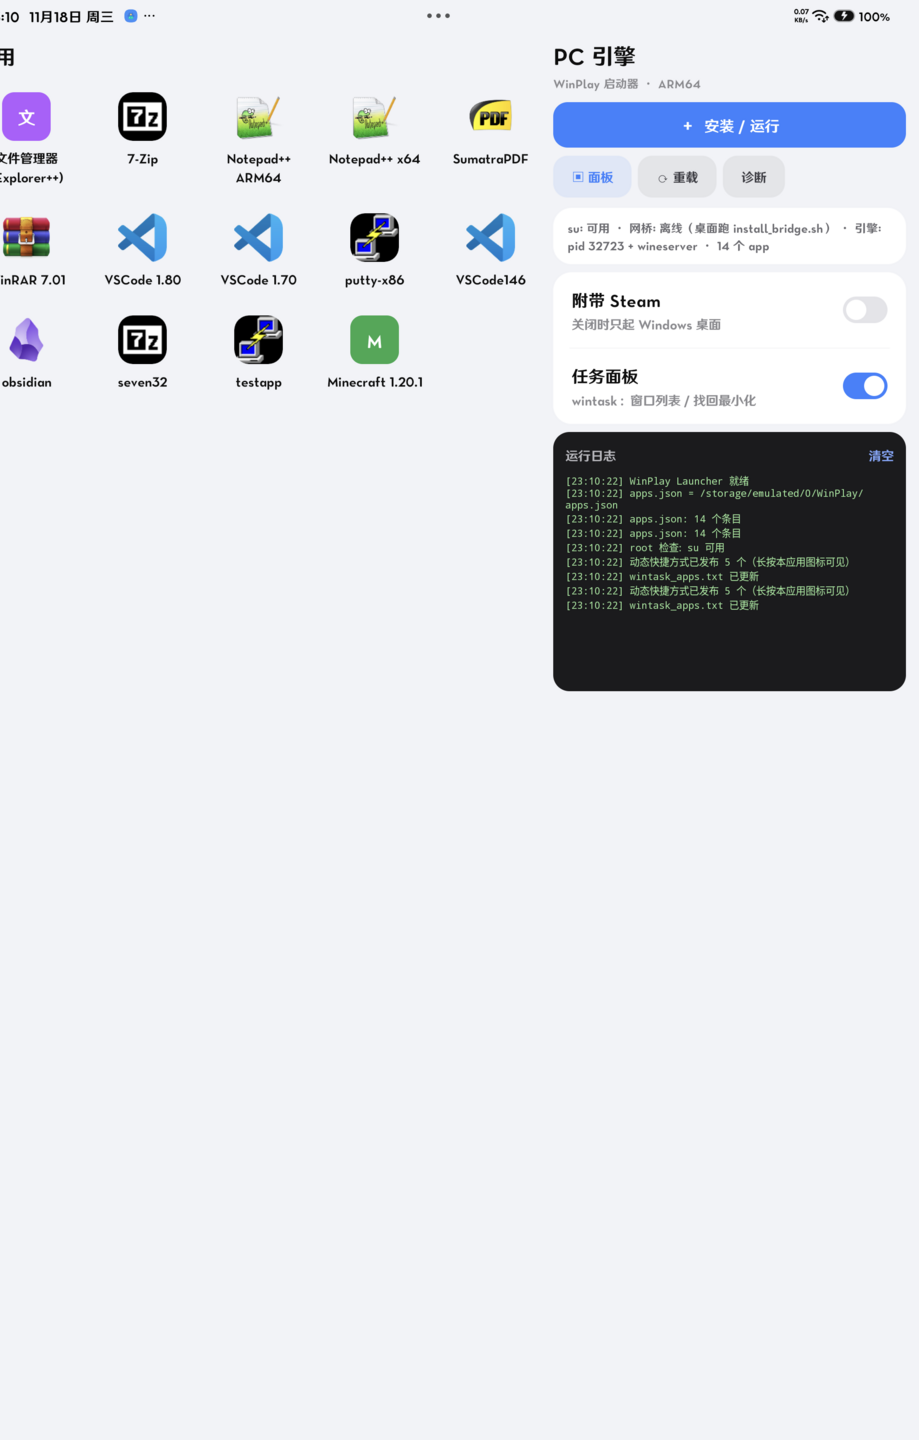 :10 11月18日 周三 ...
0.07 KB/s 100%
用
文
文件管理器
Explorer++)
7-Zip
Notepad++
ARM64
Notepad++ x64
PDF
SumatraPDF
inRAR 7.01
VSCode 1.80
VSCode 1.70
putty-x86
VSCode146
obsidian
seven32
testapp
M
Minecraft 1.20.1
PC 引擎
WinPlay 启动器 · ARM64
+ 安装 / 运行
面板
重载
诊断
su: 可用 · 网桥: 离线（桌面跑 install_bridge.sh） · 引擎:
pid 32723 + wineserver · 14 个 app
附带 Steam
关闭时只起 Windows 桌面
任务面板
wintask：窗口列表 / 找回最小化
运行日志
清空
[23:10:22] WinPlay Launcher 就绪
[23:10:22] apps.json = /storage/emulated/0/WinPlay/
apps.json
[23:10:22] apps.json: 14 个条目
[23:10:22] apps.json: 14 个条目
[23:10:22] root 检查: su 可用
[23:10:22] 动态快捷方式已发布 5 个（长按本应用图标可见）
[23:10:22] wintask_apps.txt 已更新
[23:10:22] 动态快捷方式已发布 5 个（长按本应用图标可见）
[23:10:22] wintask_apps.txt 已更新